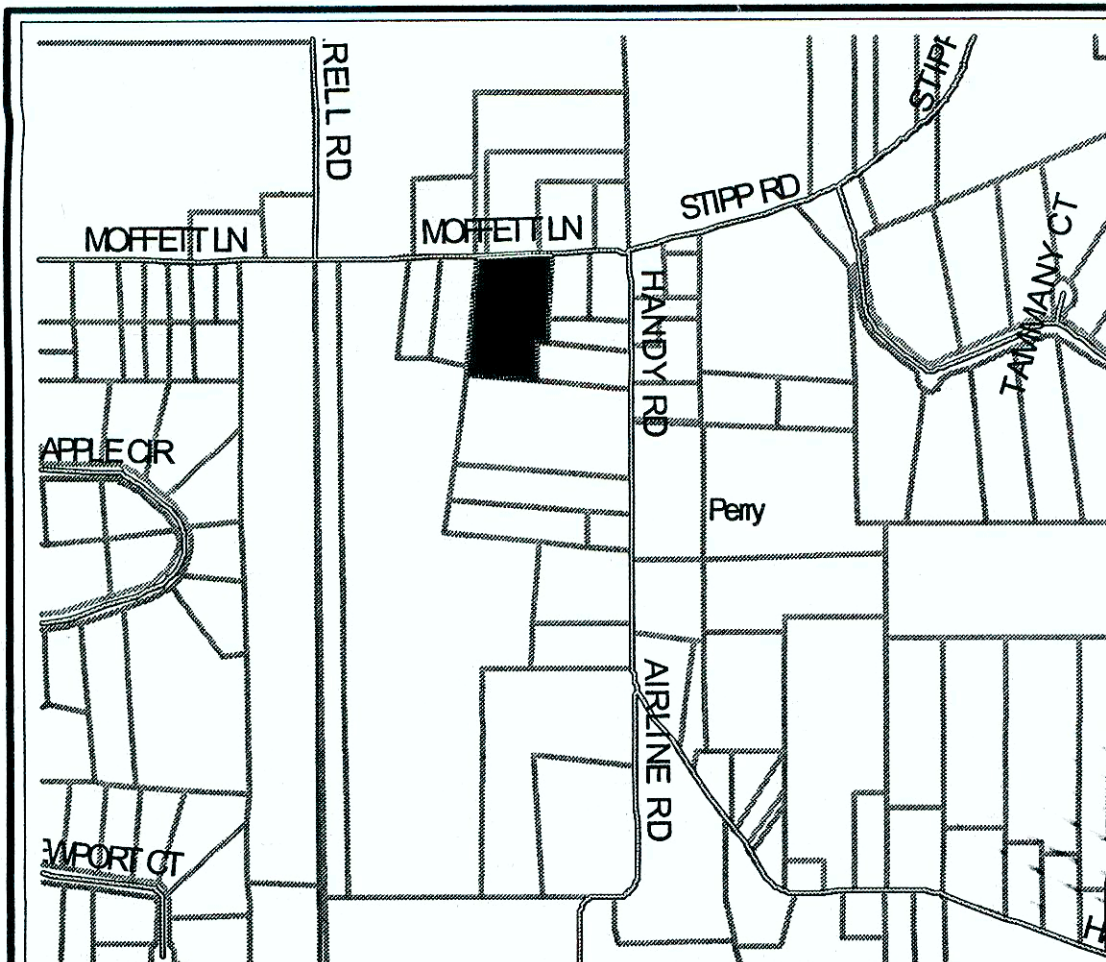 RELL RD
STIPP
STIPP RD
MOFFETT LN
MOFFETT LN
TAMMANY CT
HANDY RD
APPLE CIR
Perry
AIRLINE RD
EWPORT CT
H